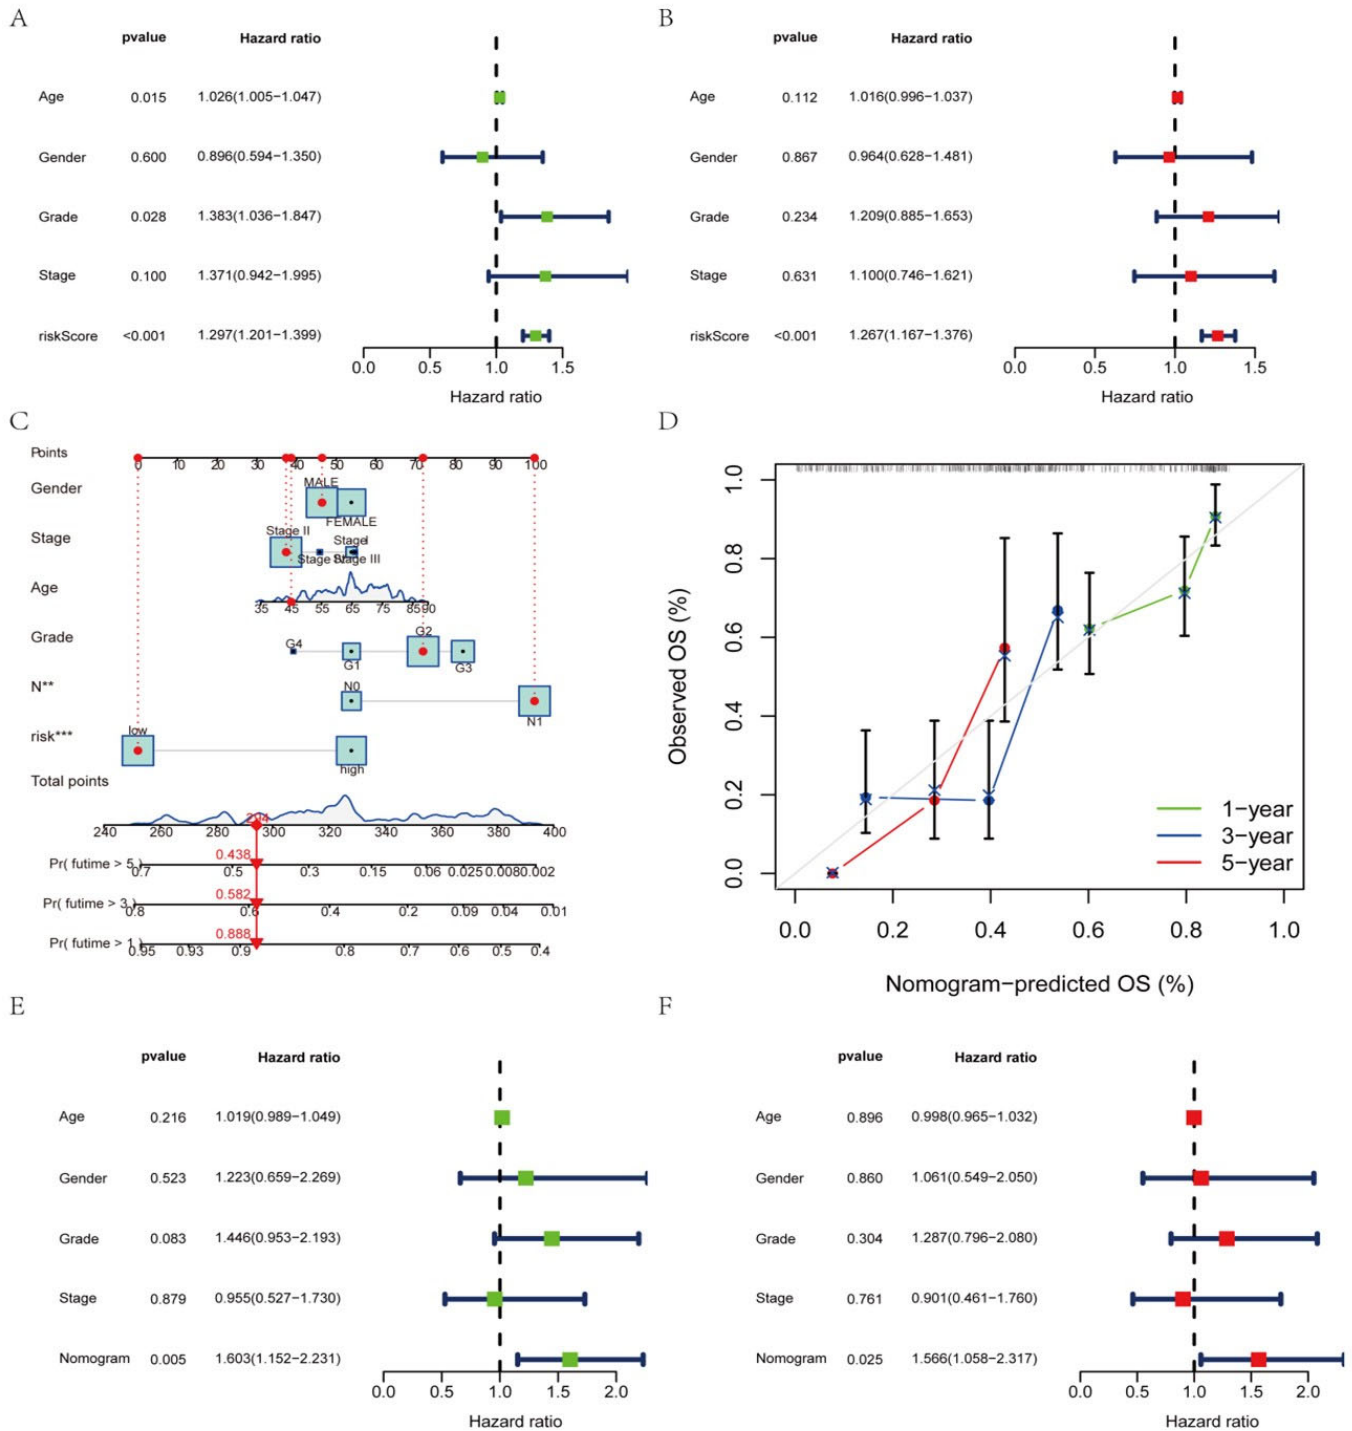 A
pvalue Hazard ratio
Age 0.015 1.026(1.005−1.047)
Gender 0.600 0.896(0.594−1.350)
Grade 0.028 1.383(1.036−1.847)
Stage 0.100 1.371(0.942−1.995)
riskScore <0.001 1.297(1.201−1.399)
0.0 0.5 1.0 1.5
Hazard ratio
B
pvalue Hazard ratio
Age 0.112 1.016(0.996−1.037)
Gender 0.867 0.964(0.628−1.481)
Grade 0.234 1.209(0.885−1.653)
Stage 0.631 1.100(0.746−1.621)
riskScore <0.001 1.267(1.167−1.376)
0.0 0.5 1.0 1.5
Hazard ratio
C
Points
0 10 20 30 40 50 60 70 80 90 100
Gender
MALE
FEMALE
Stage
Stage II
Stage I
Stage III
Age
35 45 55 65 75 85 90
Grade
G4
G1
G2
G3
N**
N0
N1
risk***
low
high
Total points
294
240 260 280 300 320 340 360 380 400
Pr( futime > 5 )
0.438
0.7 0.5 0.3 0.15 0.06 0.025 0.008 0.002
Pr( futime > 3 )
0.582
0.8 0.6 0.4 0.2 0.09 0.04 0.01
Pr( futime > 1 )
0.888
0.95 0.93 0.9 0.8 0.7 0.6 0.5 0.4
D
Observed OS (%)
1.0
0.8
0.6
0.4
0.2
0.0
1−year
3−year
5−year
0.0 0.2 0.4 0.6 0.8 1.0
Nomogram−predicted OS (%)
E
pvalue Hazard ratio
Age 0.216 1.019(0.989−1.049)
Gender 0.523 1.223(0.659−2.269)
Grade 0.083 1.446(0.953−2.193)
Stage 0.879 0.955(0.527−1.730)
Nomogram 0.005 1.603(1.152−2.231)
0.0 0.5 1.0 1.5 2.0
Hazard ratio
F
pvalue Hazard ratio
Age 0.896 0.998(0.965−1.032)
Gender 0.860 1.061(0.549−2.050)
Grade 0.304 1.287(0.796−2.080)
Stage 0.761 0.901(0.461−1.760)
Nomogram 0.025 1.566(1.058−2.317)
0.0 0.5 1.0 1.5 2.0
Hazard ratio